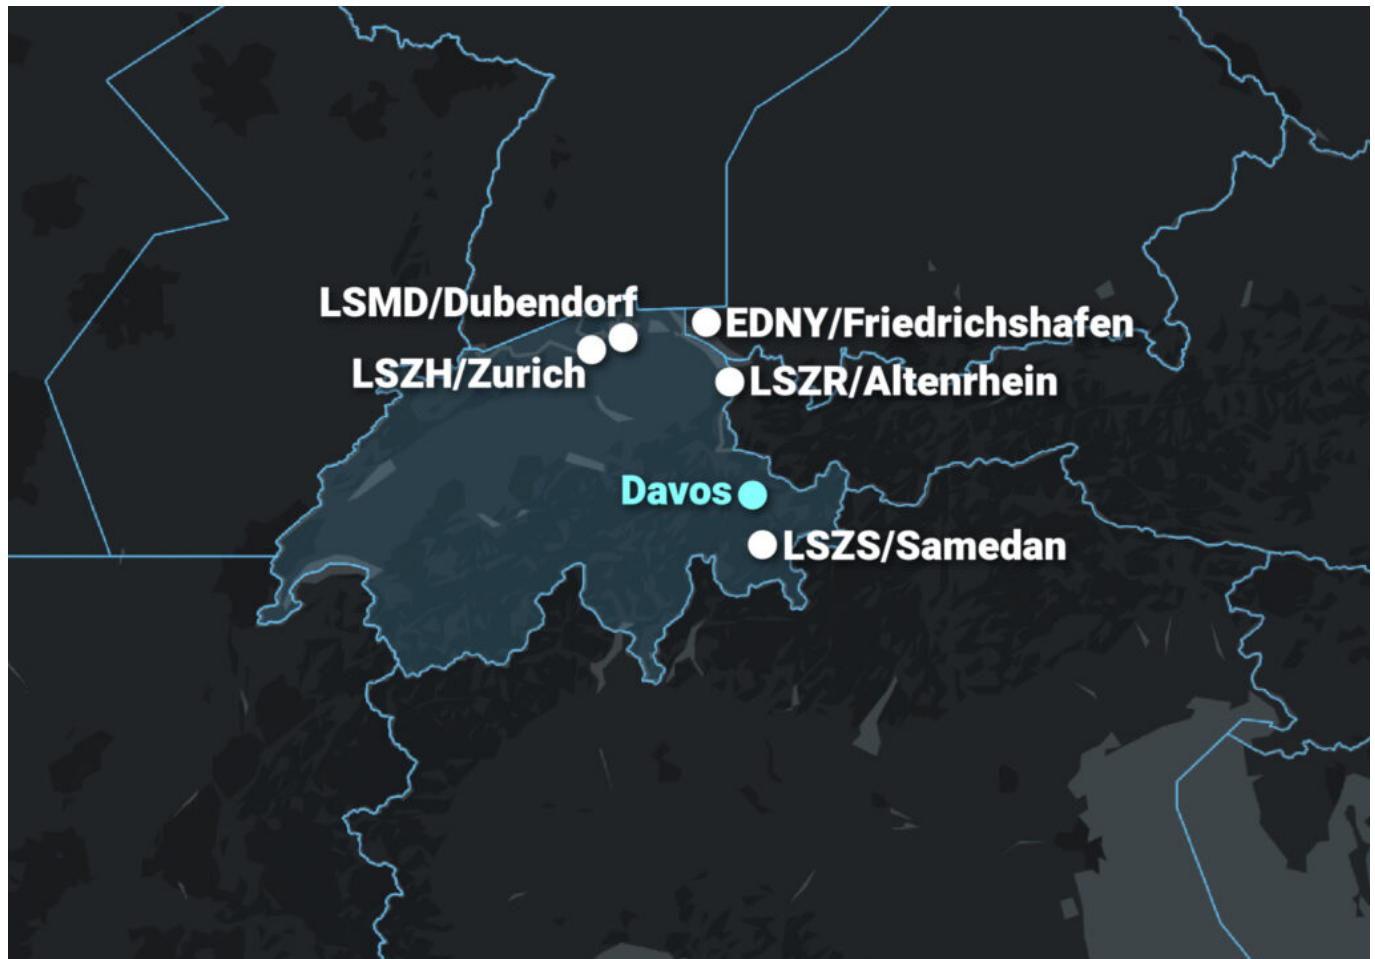 LSMD/Dubendorf
EDNY/Friedrichshafen
LSZH/Zurich
LSZR/Altenrhein
Davos
LSZS/Samedan